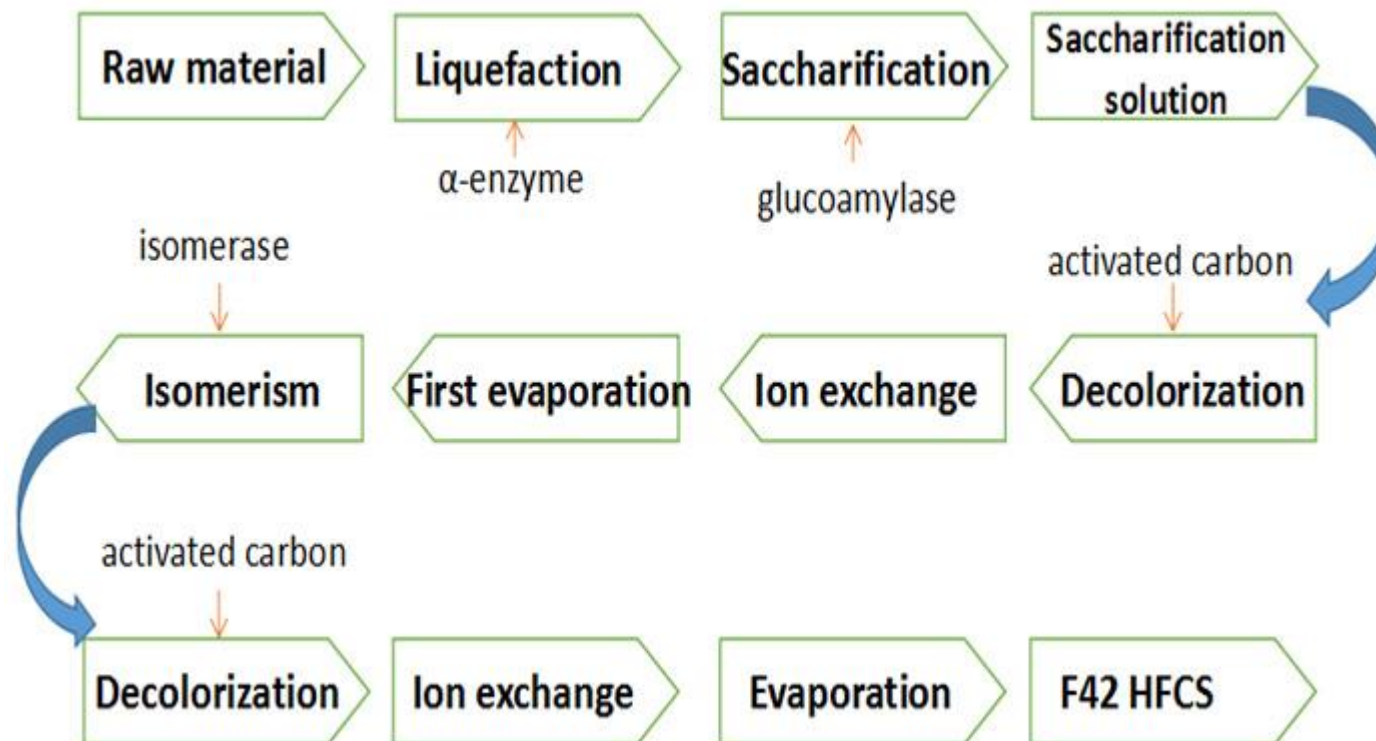 Raw material
Liquefaction
Saccharification
Saccharification
solution
α-enzyme
glucoamylase
isomerase
activated carbon
Isomerism
First evaporation
Ion exchange
Decolorization
activated carbon
Decolorization
Ion exchange
Evaporation
F42 HFCS